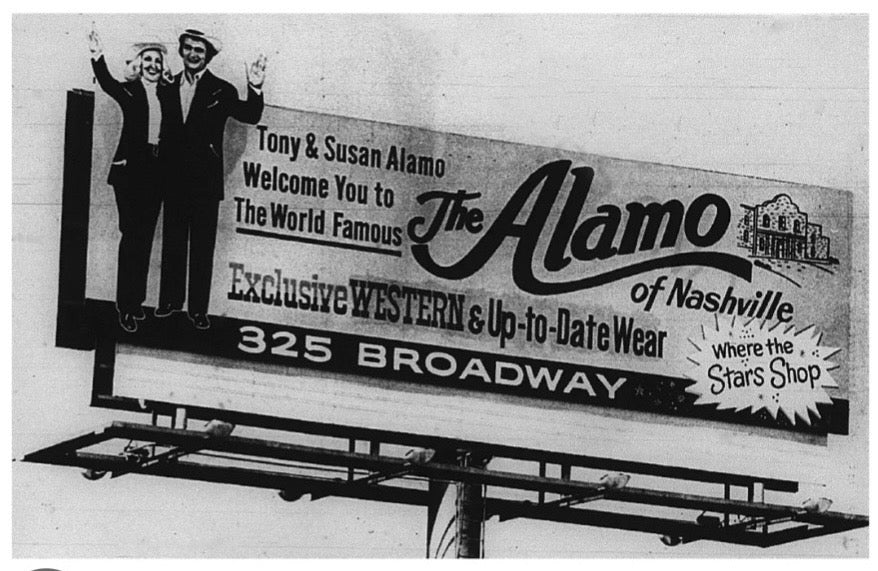 Tony & Susan Alamo
Welcome You to
The World Famous
The Alamo
of Nashville
Exclusive WESTERN & Up-to-Date Wear
325 BROADWAY
Where the
Stars Shop